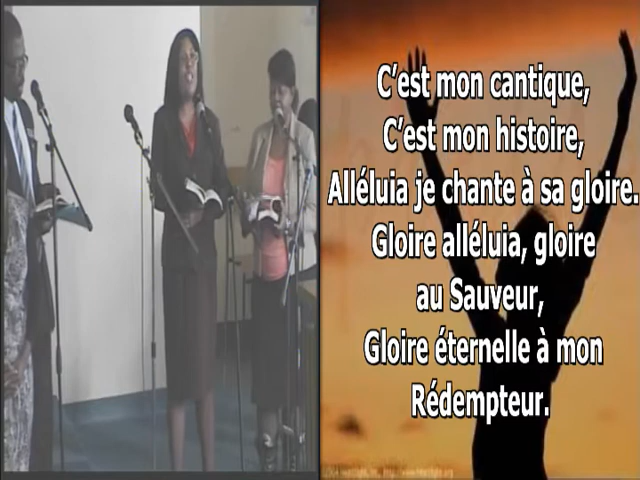 C’est mon cantique,
C’est mon histoire,
Alléluia je chante à sa gloire.
Gloire alléluia, gloire
au Sauveur,
Gloire éternelle à mon
Rédempteur.